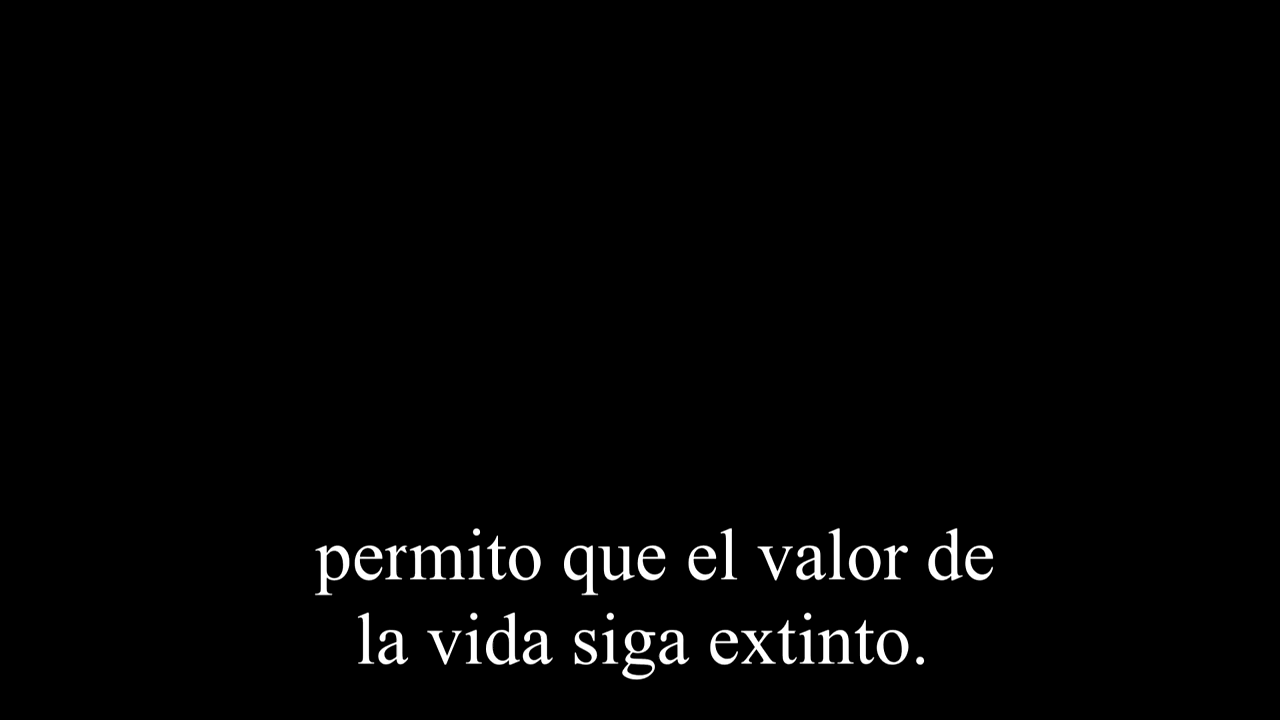 permito que el valor de
la vida siga extinto.